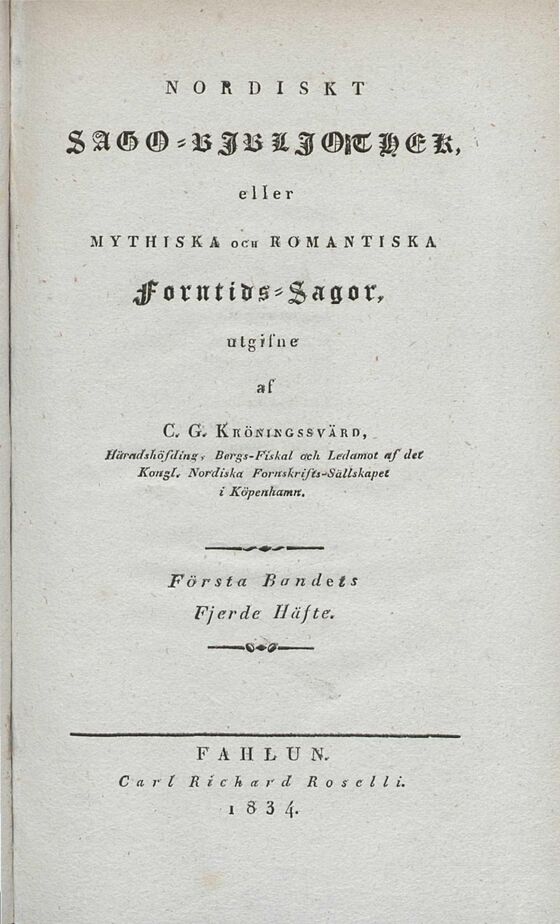 NORDISKT
SAGO-BIBLIOTHEK,
eller
MYTHISKA OCH ROMANTISKA
Forntids-Sagor,
utgifne
af
C. G. KRÖNINGSSVÄRD,
Häradshöfding, Bergs-Fiskal och Ledamot af det
Kongl. Nordiska Fornskrifts-Sällskapet
i Köpenhamn.
Första Bandets
Fjerde Häfte.
FAHLUN.
Carl Richard Roselli.
1834.